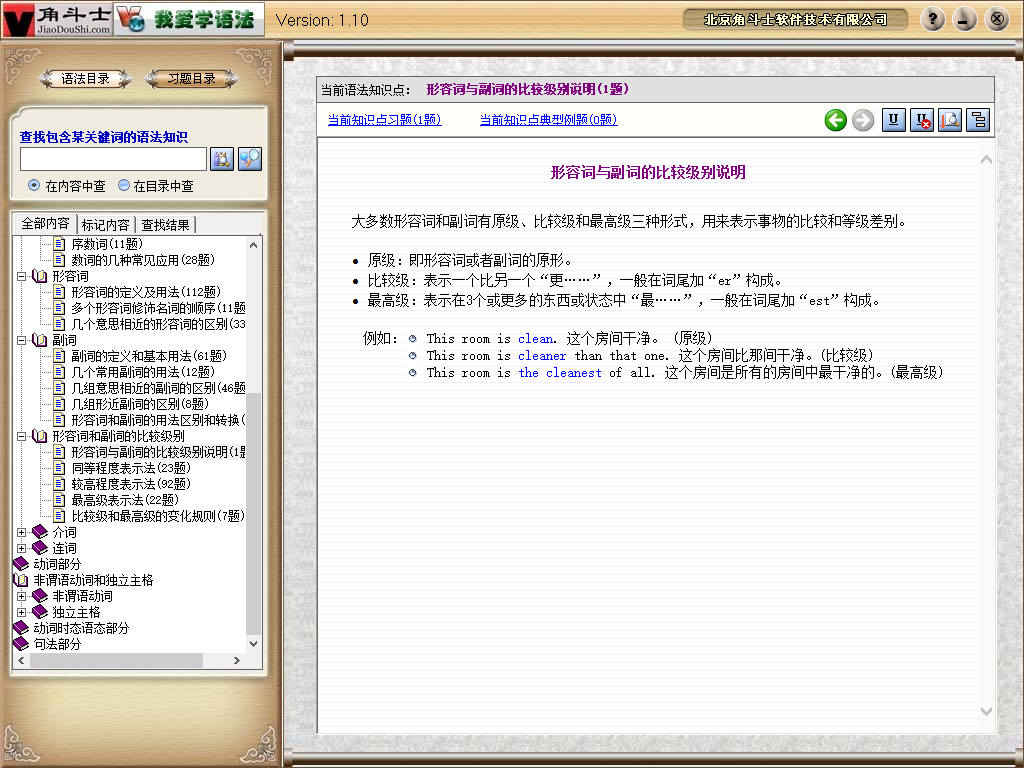 角斗士
JiaoDouShi.com
我爱学语法
Version: 1.10
北京角斗士软件技术有限公司
语法目录
习题目录
查找包含某关键词的语法知识
在内容中查
在目录中查
全部内容
标记内容
查找结果
序数词(11题)
数词的几种常见应用(28题)
形容词
形容词的定义及用法(112题)
多个形容词修饰名词的顺序(11题
几个意思相近的形容词的区别(33
副词
副词的定义和基本用法(61题)
几个常用副词的用法(12题)
几组意思相近的副词的区别(46题
几组形近副词的区别(8题)
形容词和副词的用法区别和转换(
形容词和副词的比较级别
形容词与副词的比较级别说明(1题
同等程度表示法(23题)
较高程度表示法(92题)
最高级表示法(22题)
比较级和最高级的变化规则(7题)
介词
连词
动词部分
非谓语动词和独立主格
非谓语动词
独立主格
动词时态语态部分
句法部分
当前语法知识点： 形容词与副词的比较级别说明(1题)
当前知识点习题(1题)
当前知识点典型例题(0题)
形容词与副词的比较级别说明
大多数形容词和副词有原级、比较级和最高级三种形式，用来表示事物的比较和等级差别。
原级：即形容词或者副词的原形。
比较级：表示一个比另一个“更……”，一般在词尾加“er”构成。
最高级：表示在3个或更多的东西或状态中“最……”，一般在词尾加“est”构成。
例如： This room is clean. 这个房间干净。（原级）
This room is cleaner than that one. 这个房间比那间干净。（比较级）
This room is the cleanest of all. 这个房间是所有的房间中最干净的。（最高级）